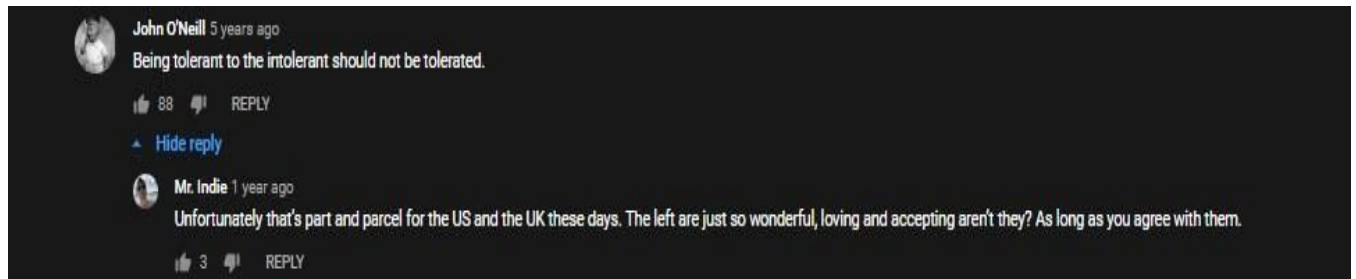 John O'Neill 5 years ago
Being tolerant to the intolerant should not be tolerated.
88 REPLY
Hide reply
Mr. Indie 1 year ago
Unfortunately that's part and parcel for the US and the UK these days. The left are just so wonderful, loving and accepting aren't they? As long as you agree with them.
3 REPLY